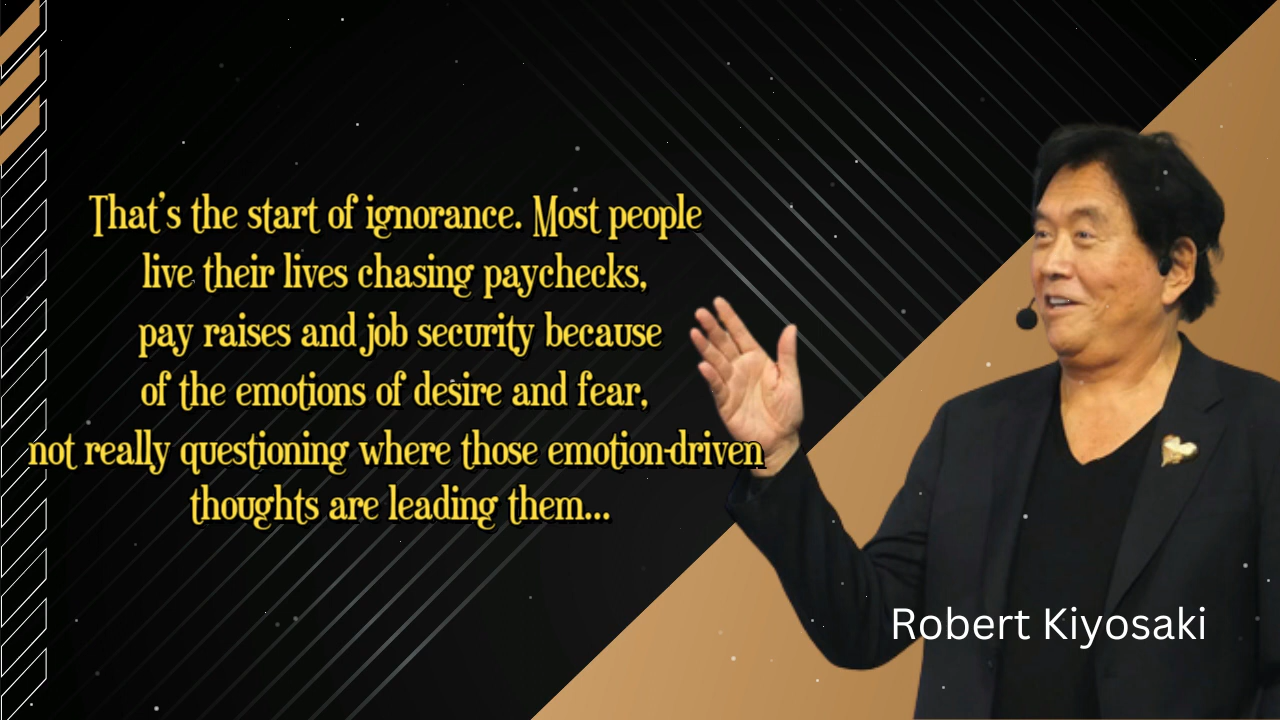 That's the start of ignorance. Most people
live their lives chasing paychecks,
pay raises and job security because
of the emotions of desire and fear,
not really questioning where those emotion-driven
thoughts are leading them...
Robert Kiyosaki